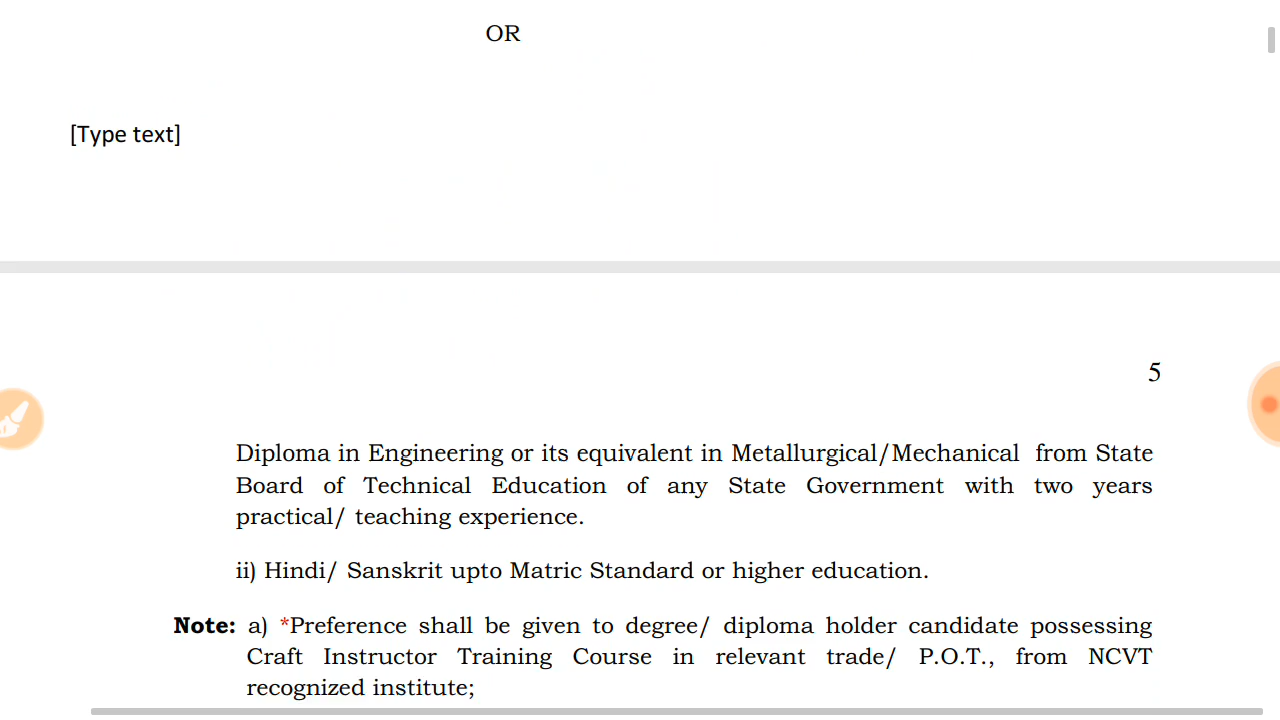 OR
[Type text]
5
Diploma in Engineering or its equivalent in Metallurgical/Mechanical from State
Board of Technical Education of any State Government with two years
practical/ teaching experience.
ii) Hindi/ Sanskrit upto Matric Standard or higher education.
Note: a) *Preference shall be given to degree/ diploma holder candidate possessing
Craft Instructor Training Course in relevant trade/ P.O.T., from NCVT
recognized institute;